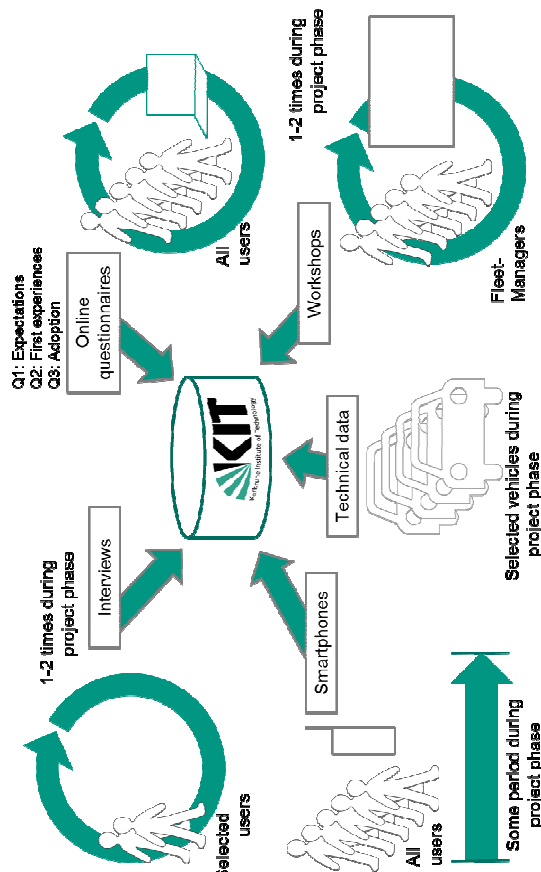 1-2 times during
project phase
Interviews
Selected
users
Q1: Expectations
Q2: First experiences
Q3: Adoption
Online
questionnaires
All
users
KIT
Karlsruhe Institute of Technology
Smartphones
All
users
Some period during
project phase
Technical data
Selected vehicles during
project phase
Workshops
1-2 times during
project phase
Fleet-
Managers